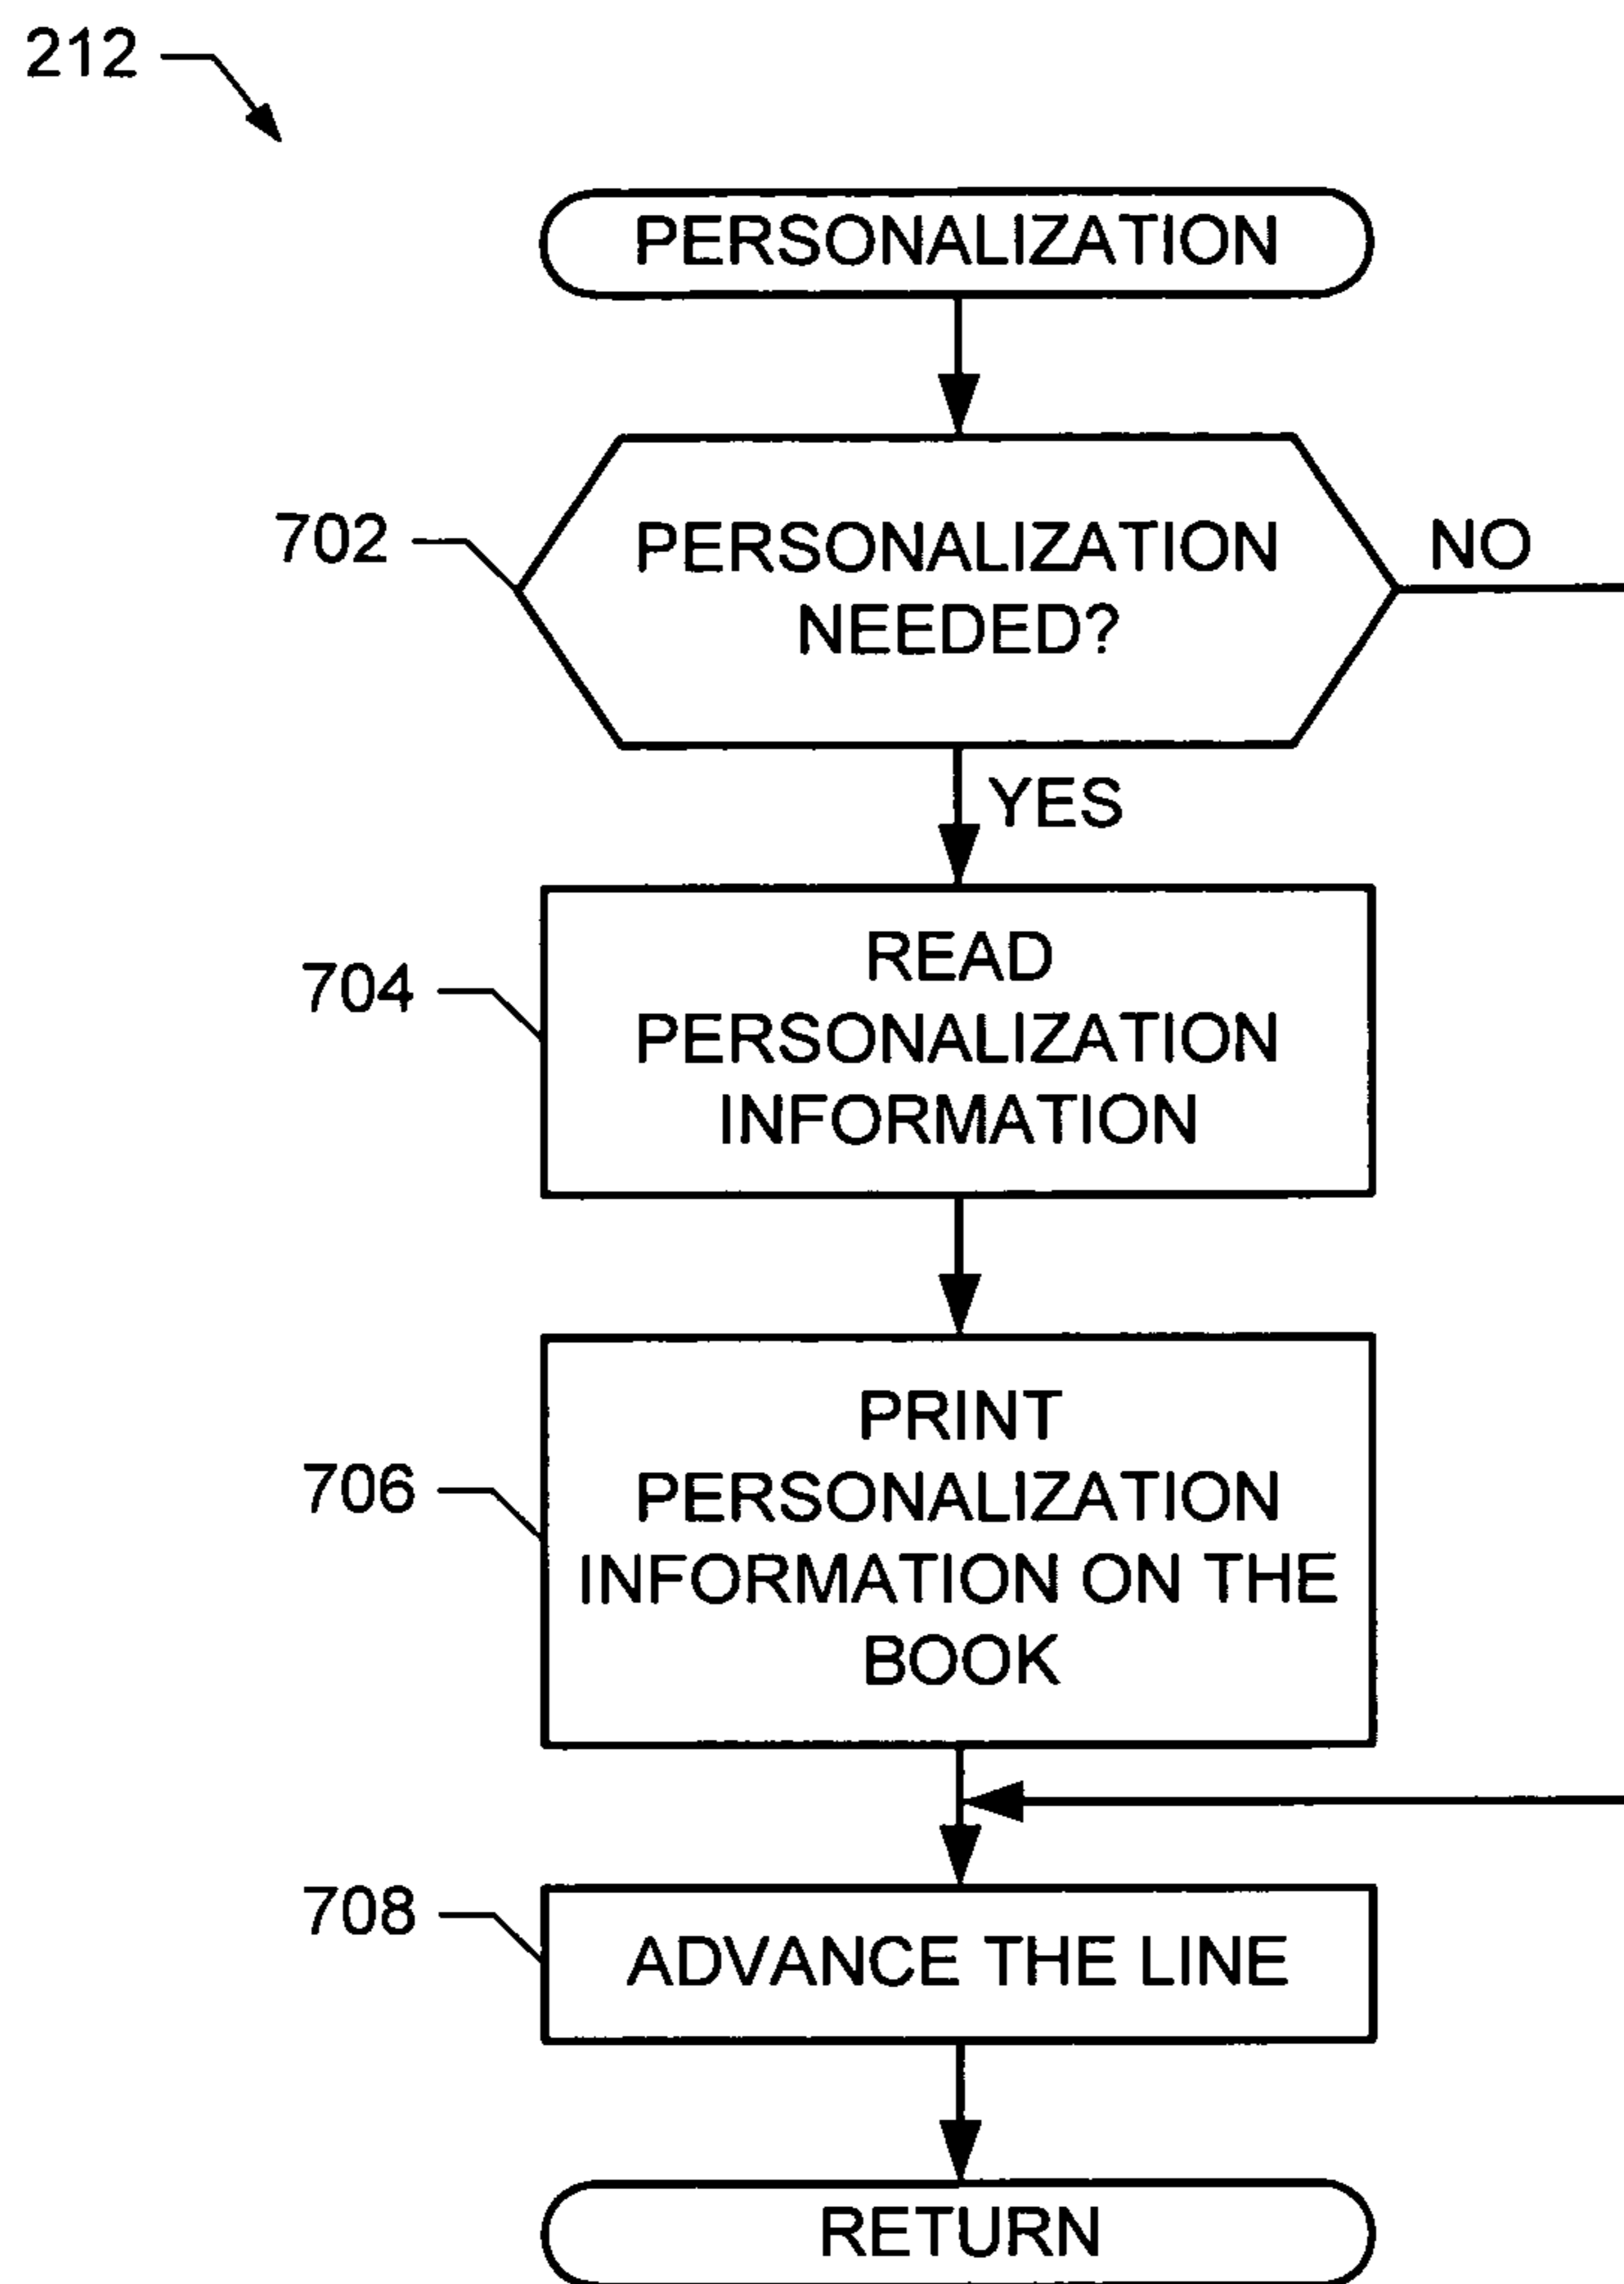 212
PERSONALIZATION
702
PERSONALIZATION
NEEDED?
NO
YES
704
READ
PERSONALIZATION
INFORMATION
706
PRINT
PERSONALIZATION
INFORMATION ON THE
BOOK
708
ADVANCE THE LINE
RETURN